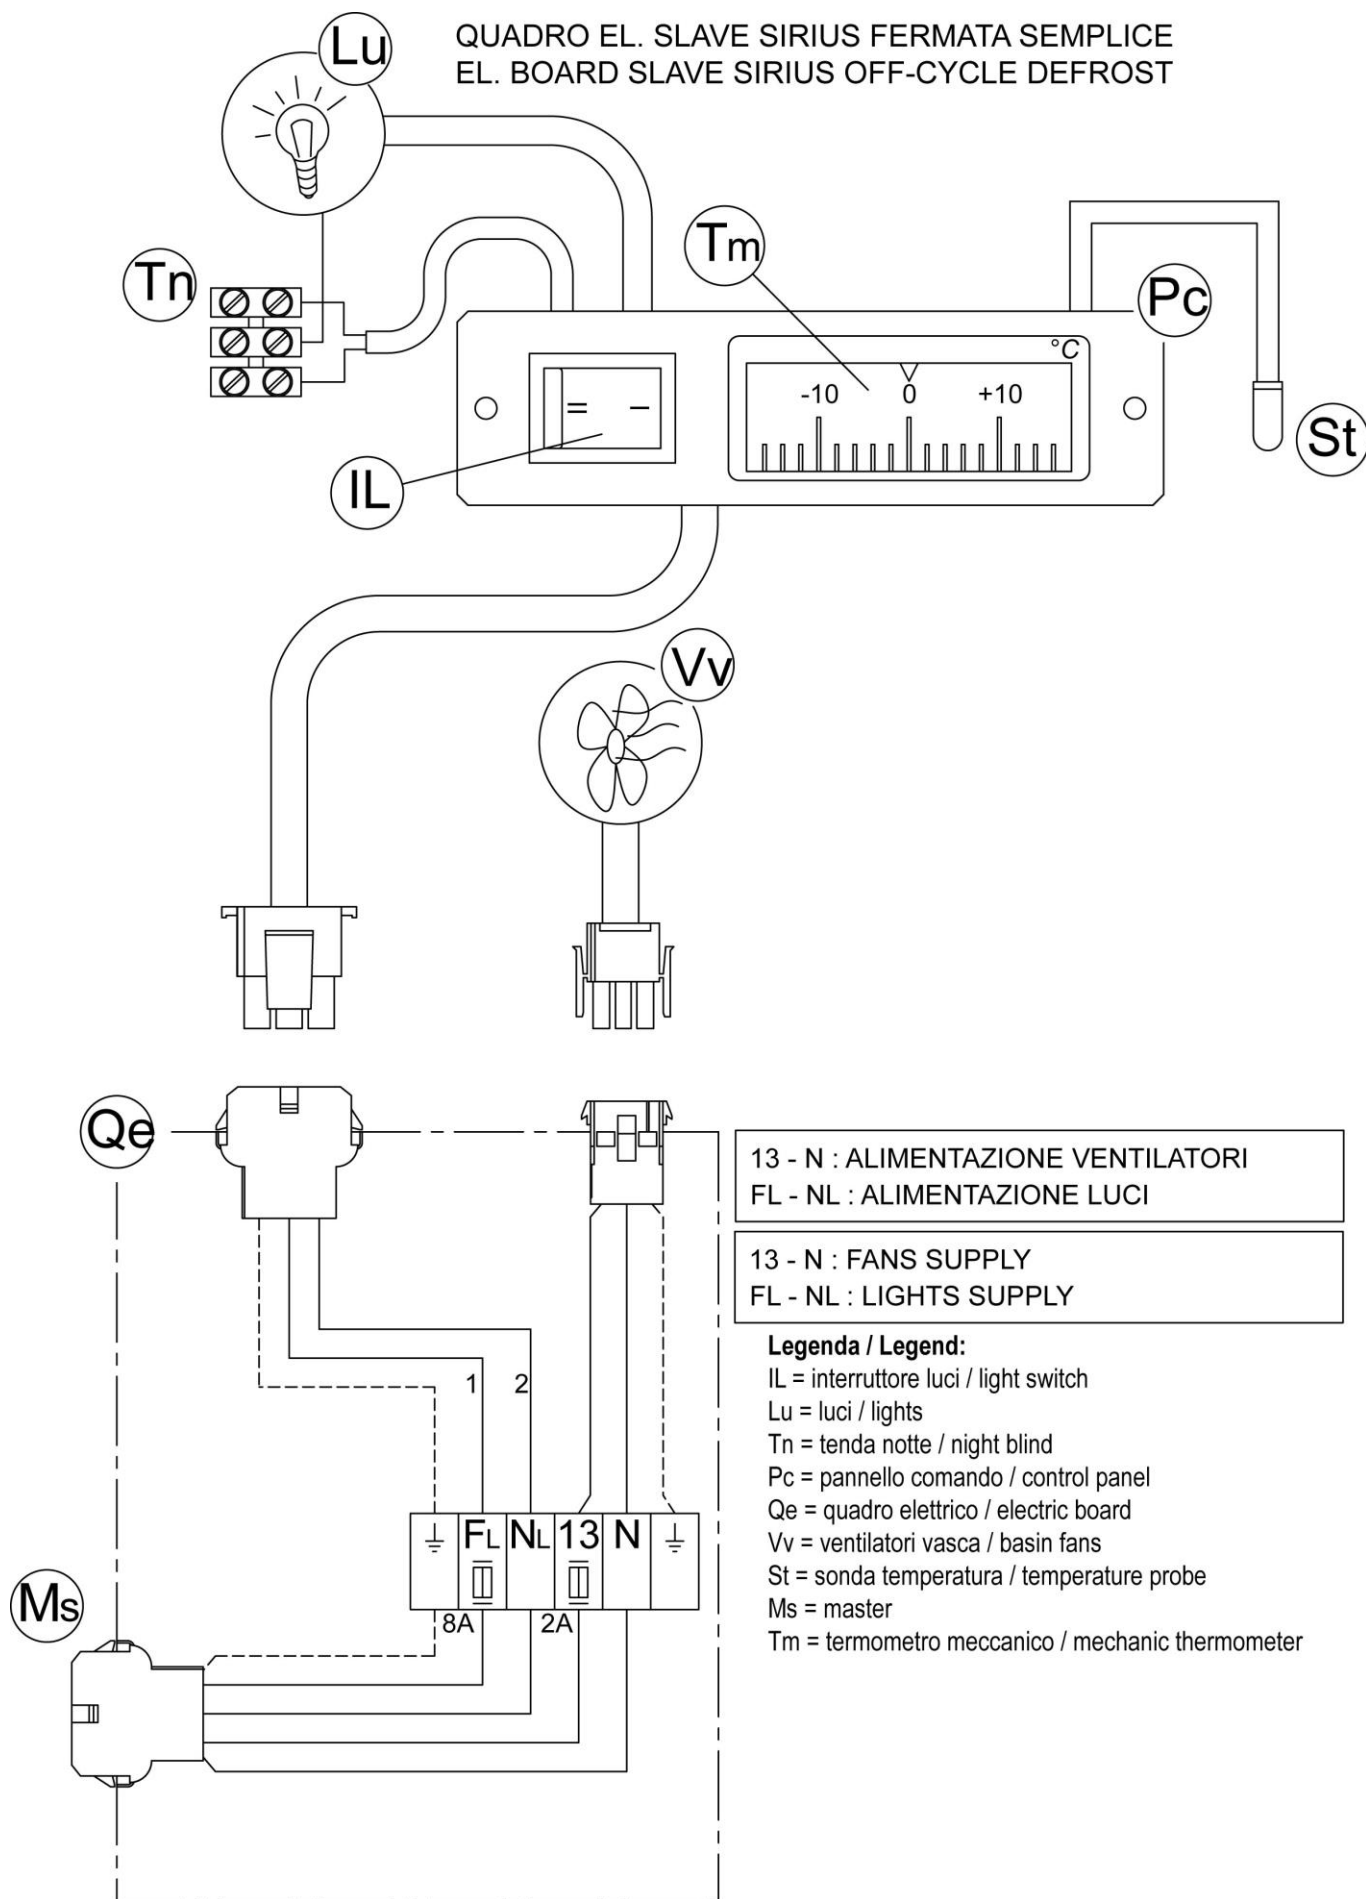 QUADRO EL. SLAVE SIRIUS FERMATA SEMPLICE
EL. BOARD SLAVE SIRIUS OFF-CYCLE DEFROST
Lu
Tn
Tm
Pc
°C
-10 0 +10
= –
IL
St
Vv
Qe
13 - N : ALIMENTAZIONE VENTILATORI
FL - NL : ALIMENTAZIONE LUCI
13 - N : FANS SUPPLY
FL - NL : LIGHTS SUPPLY
Legenda / Legend:
IL = interruttore luci / light switch
Lu = luci / lights
Tn = tenda notte / night blind
Pc = pannello comando / control panel
Qe = quadro elettrico / electric board
Vv = ventilatori vasca / basin fans
St = sonda temperatura / temperature probe
Ms = master
Tm = termometro meccanico / mechanic thermometer
1 2
FL NL 13 N
8A 2A
Ms